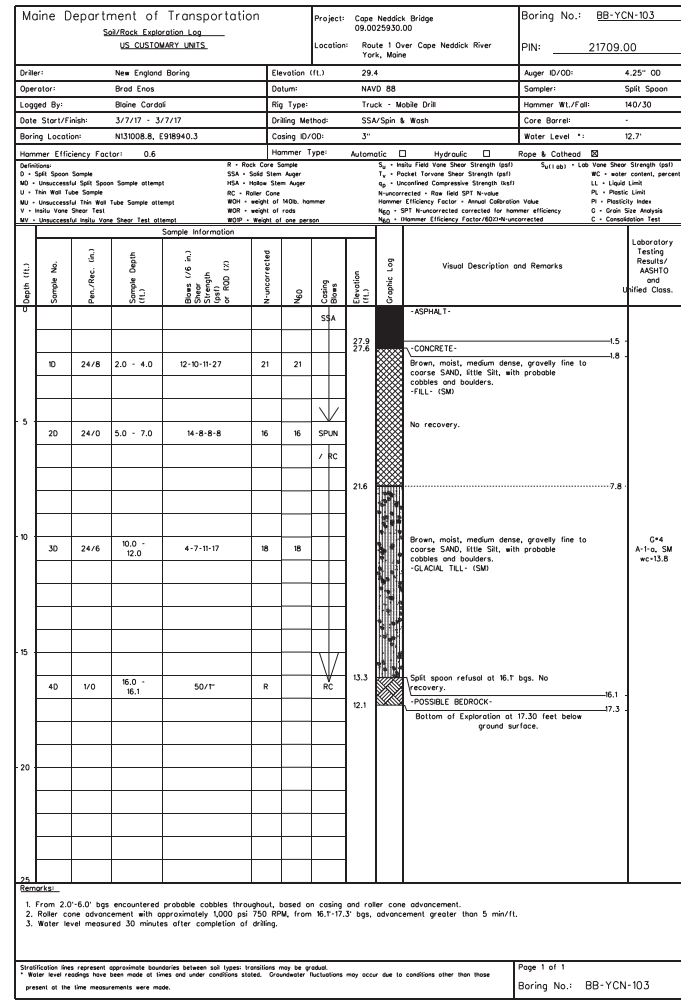 Maine Department of Transportation
Soil/Rock Exploration Log
US CUSTOMARY UNITS
Project: Cape Neddick Bridge
09.0025930.00
Location: Route 1 Over Cape Neddick River
York, Maine
Boring No.: BB-YCN-103
PIN: 21709.00
Driller: New England Boring Elevation (ft.) 29.4 Auger ID/OD: 4.25" OD
Operator: Brad Enos Datum: NAVD 88 Sampler: Split Spoon
Logged By: Blaine Cardali Rig Type: Truck - Mobile Drill Hammer Wt./Fall: 140/30
Date Start/Finish: 3/7/17 - 3/7/17 Drilling Method: SSA/Spin & Wash Core Barrel: -
Boring Location: N131008.8, E918940.3 Casing ID/OD: 3" Water Level *: 12.7'
Hammer Efficiency Factor: 0.6 Hammer Type: Automatic ☐ Hydraulic ☐ Rope & Cathead ☒
Definitions:
D = Split Spoon Sample
MD = Unsuccessful Split Spoon Sample attempt
U = Thin Wall Tube Sample
MU = Unsuccessful Thin Wall Tube Sample attempt
V = Insitu Vane Shear Test
MV = Unsuccessful Insitu Vane Shear Test attempt
R = Rock Core Sample
SSA = Solid Stem Auger
HSA = Hollow Stem Auger
RC = Roller Cone
WOH = weight of 140lb. hammer
WOR = weight of rods
WO1P = Weight of one person
Su = Insitu Field Vane Shear Strength (psf)
Tv = Pocket Torvane Shear Strength (psf)
qp = Unconfined Compressive Strength (ksf)
N-uncorrected = Raw field SPT N-value
Hammer Efficiency Factor = Annual Calibration Value
N60 = SPT N-uncorrected corrected for hammer efficiency
N60 = (Hammer Efficiency Factor/60%)*N-uncorrected
Su(lab) = Lab Vane Shear Strength (psf)
WC = water content, percent
LL = Liquid Limit
PL = Plastic Limit
PI = Plasticity Index
G = Grain Size Analysis
C = Consolidation Test
Sample Information
Depth (ft.)
Sample No.
Pen./Rec. (in.)
Sample Depth
(ft.)
Blows (/6 in.)
Shear
Strength
(psf)
or RQD (%)
N-uncorrected
N60
Casing
Blows
Elevation
(ft.)
Graphic Log
Visual Description and Remarks
Laboratory
Testing
Results/
AASHTO
and
Unified Class.
0
SSA
-ASPHALT-
27.9 1.5
27.6 -CONCRETE- 1.8
1D 24/8 2.0 - 4.0 12-10-11-27 21 21
Brown, moist, medium dense, gravelly fine to
coarse SAND, little Silt, with probable
cobbles and boulders.
-FILL- (SM)
5
2D 24/0 5.0 - 7.0 14-8-8-8 16 16 SPUN
No recovery.
/ RC
21.6 7.8
10
3D 24/6 10.0 -
12.0 4-7-11-17 18 18
Brown, moist, medium dense, gravelly fine to
coarse SAND, little Silt, with probable
cobbles and boulders.
-GLACIAL TILL- (SM)
G#4
A-1-a, SM
wc=13.8
15
4D 1/0 16.0 -
16.1 50/1" R RC
13.3 Split spoon refusal at 16.1' bgs. No
recovery.
16.1
-POSSIBLE BEDROCK-
12.1 17.3
Bottom of Exploration at 17.30 feet below
ground surface.
20
25
Remarks:
1. From 2.0'-6.0' bgs encountered probable cobbles throughout, based on casing and roller cone advancement.
2. Roller cone advancement with approximately 1,000 psi 750 RPM, from 16.1'-17.3' bgs, advancement greater than 5 min/ft.
3. Water level measured 30 minutes after completion of drilling.
Stratification lines represent approximate boundaries between soil types; transitions may be gradual.
* Water level readings have been made at times and under conditions stated. Groundwater fluctuations may occur due to conditions other than those
present at the time measurements were made.
Page 1 of 1
Boring No.: BB-YCN-103